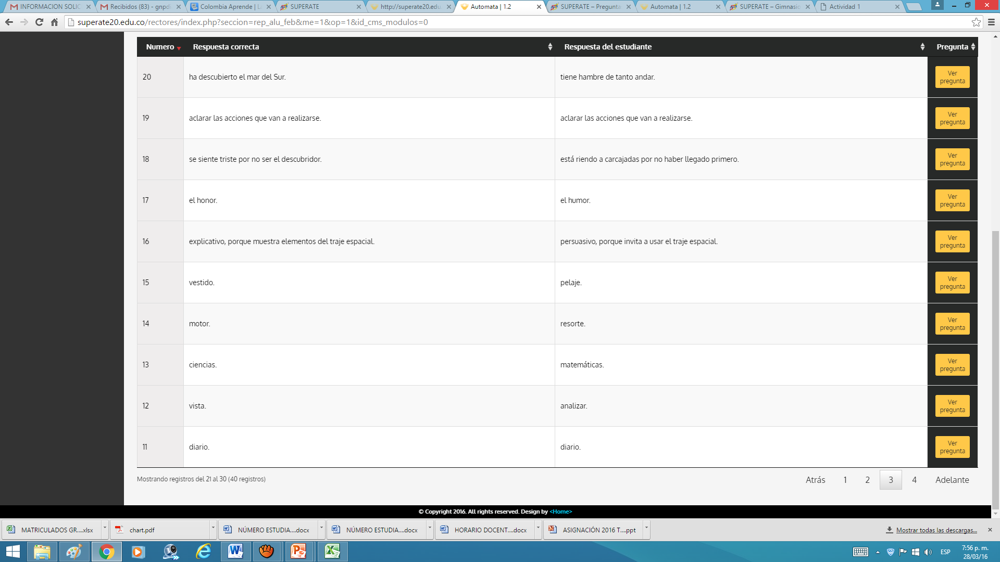 INFORMACION SOLIC
Recibidos (83) - gnpdi
Colombia Aprende | L
SUPERATE
http://superate20.edu.
Automata | 1.2
SUPERATE – Pregunta
Automata | 1.2
SUPERATE – Gimnasio
Actividad 1
superate20.edu.co/rectores/index.php?seccion=rep_alu_feb&me=1&op=1&id_cms_modulos=0
Numero Respuesta correcta Respuesta del estudiante Pregunta
20 ha descubierto el mar del Sur. tiene hambre de tanto andar. Ver
pregunta
19 aclarar las acciones que van a realizarse. aclarar las acciones que van a realizarse. Ver
pregunta
18 se siente triste por no ser el descubridor. está riendo a carcajadas por no haber llegado primero. Ver
pregunta
17 el honor. el humor. Ver
pregunta
16 explicativo, porque muestra elementos del traje espacial. persuasivo, porque invita a usar el traje espacial. Ver
pregunta
15 vestido. pelaje. Ver
pregunta
14 motor. resorte. Ver
pregunta
13 ciencias. matemáticas. Ver
pregunta
12 vista. analizar. Ver
pregunta
11 diario. diario. Ver
pregunta
Mostrando registros del 21 al 30 (40 registros) Atrás 1 2 3 4 Adelante
© Copyright 2016. All rights reserved. Design by <Home>
MATRICULADOS GR....xlsx
chart.pdf
NÚMERO ESTUDIA....docx
NÚMERO ESTUDIA....docx
HORARIO DOCENT....docx
ASIGNACIÓN 2016 T....ppt
Mostrar todas las descargas...
ESP
7:56 p. m.
28/03/16